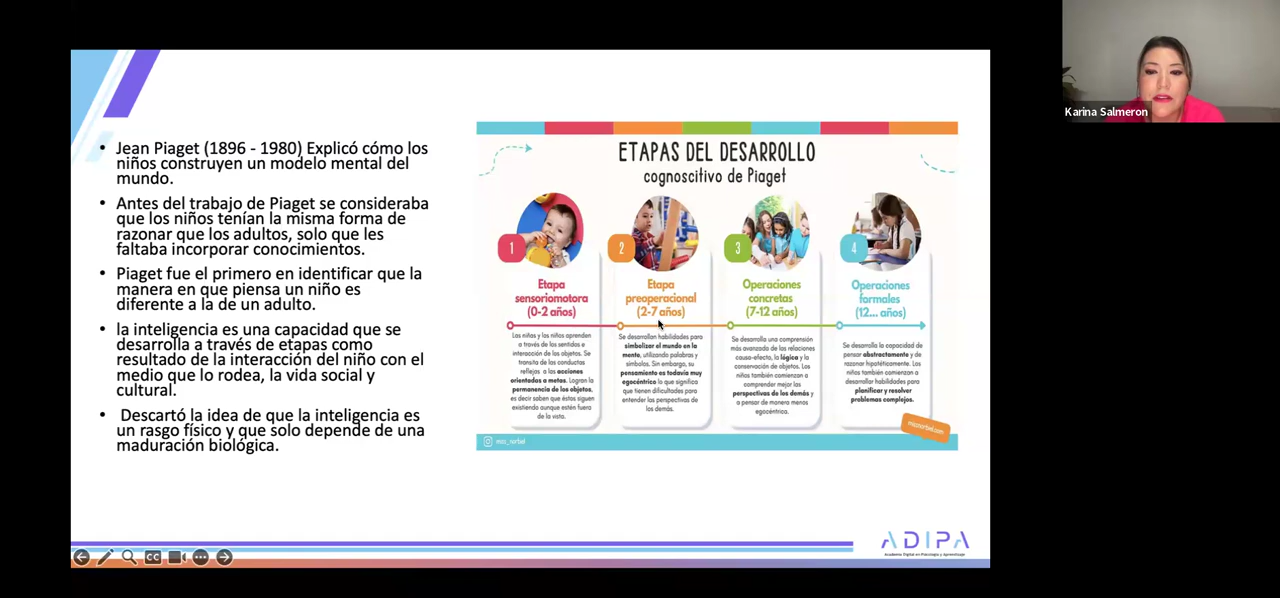 Karina Salmeron
• Jean Piaget (1896 - 1980) Explicó cómo los
niños construyen un modelo mental del
mundo.
• Antes del trabajo de Piaget se consideraba
que los niños tenían la misma forma de
razonar que los adultos, solo que les
faltaba incorporar conocimientos.
• Piaget fue el primero en identificar que la
manera en que piensa un niño es
diferente a la de un adulto.
• la inteligencia es una capacidad que se
desarrolla a través de etapas como
resultado de la interacción del niño con el
medio que lo rodea, la vida social y
cultural.
• Descartó la idea de que la inteligencia es
un rasgo físico y que solo depende de una
maduración biológica.
ETAPAS DEL DESARROLLO
cognoscitivo de Piaget
1
Etapa
sensoriomotora
(0-2 años)
Las niñas y los niños aprenden
a través de los sentidos e
interacción de los objetos. Se
transita de las conductas
reflejas a las acciones
orientadas a metas. Logran la
permanencia de los objetos,
es decir saben que éstos siguen
existiendo aunque estén fuera
de la vista.
2
Etapa
preoperacional
(2-7 años)
Se desarrollan habilidades para
simbolizar el mundo en la
mente, utilizando palabras y
símbolos. Sin embargo, su
pensamiento es todavía muy
egocéntrico lo que significa
que tienen dificultades para
entender las perspectivas de
los demás.
3
Operaciones
concretas
(7-12 años)
Se desarrolla una comprensión
más avanzada de las relaciones
causa-efecto, la lógica y la
conservación de objetos. Los
niños también comienzan a
comprender mejor las
perspectivas de los demás y
a pensar de manera menos
egocéntrica.
4
Operaciones
formales
(12... años)
Se desarrolla la capacidad de
pensar abstractamente y de
razonar hipotéticamente. Los
niños también comienzan a
desarrollar habilidades para
planificar y resolver
problemas complejos.
CC
ADIPA
Academia Digital en Psicología y Aprendizaje